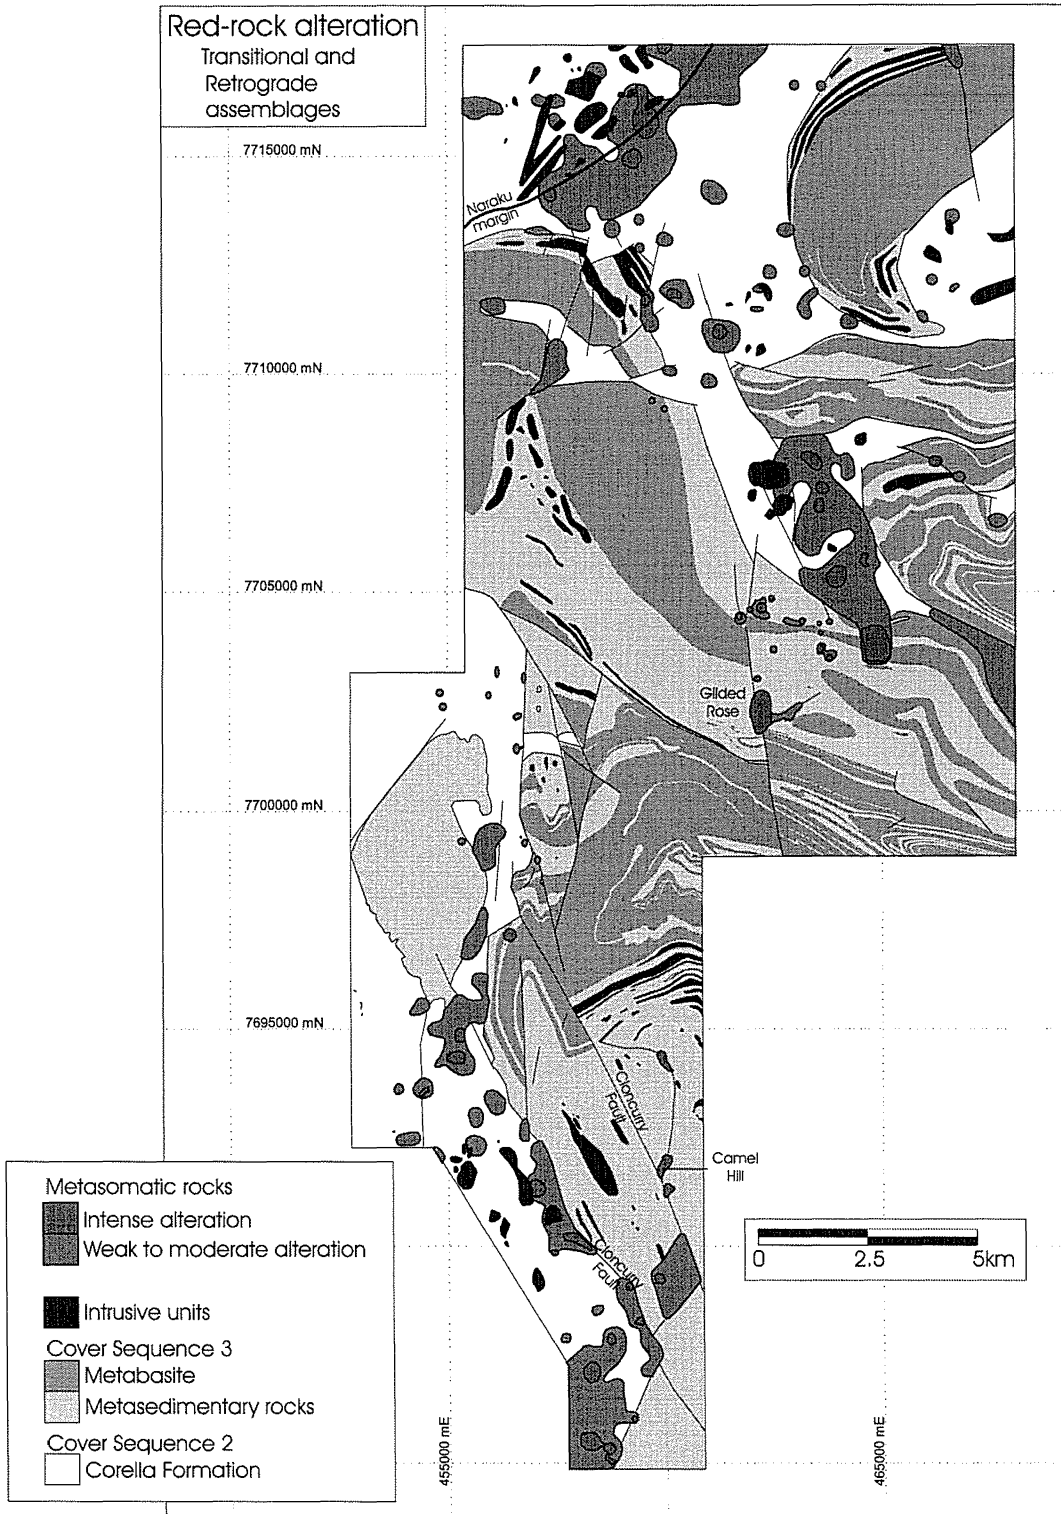 Red-rock alteration
Transitional and
Retrograde
assemblages
7715000 mN
Naraku
margin
7710000 mN
7705000 mN
Gilded
Rose
7700000 mN
7695000 mN
Cloncurry
Fault
Camel
Hill
Cloncurry
Fault
Metasomatic rocks
Intense alteration
Weak to moderate alteration
Intrusive units
Cover Sequence 3
Metabasite
Metasedimentary rocks
Cover Sequence 2
Corella Formation
0 2.5 5km
455000 mE
465000 mE